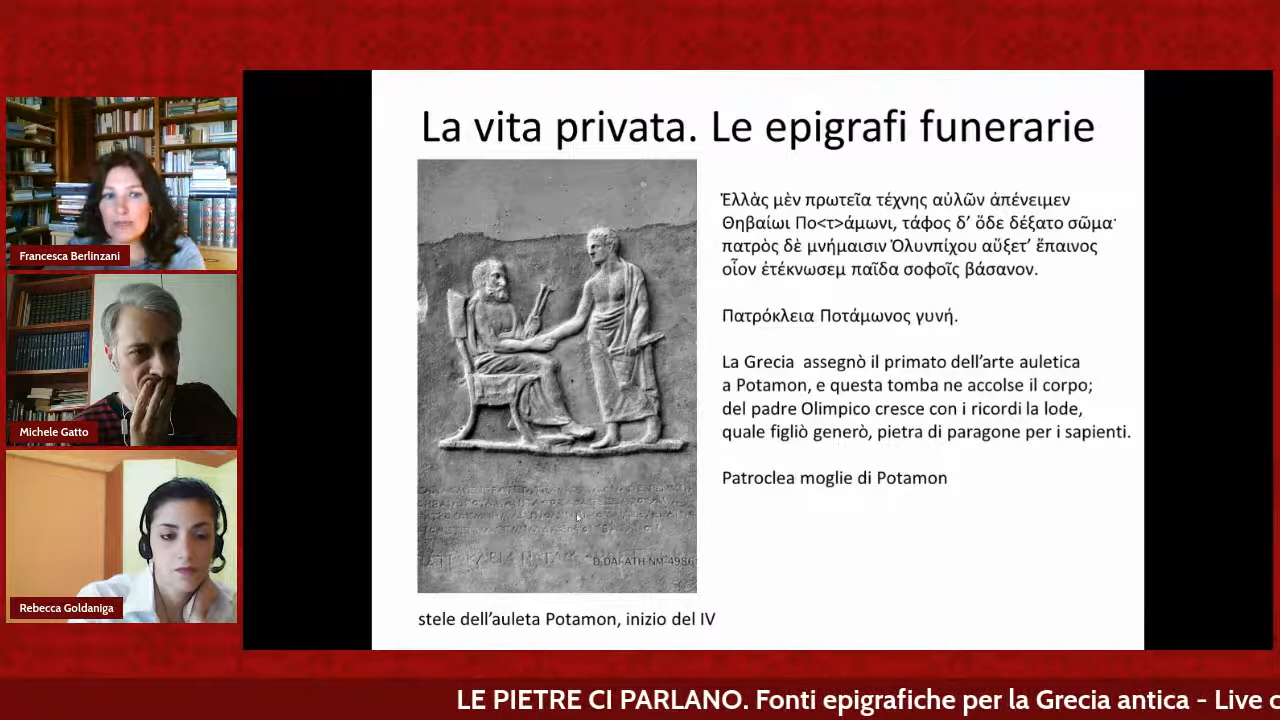 La vita privata. Le epigrafi funerarie
Ἑλλὰς μὲν πρωτεῖα τέχνης αὐλῶν ἀπένειμεν
Θηβαίωι Πο<τ>άμωνι, τάφος δ’ ὅδε δέξατο σῶμα·
πατρὸς δὲ μνήμαισιν Ὀλυνπίχου αὔξετ’ ἔπαινος
οἷον ἐτέκνωσεμ παῖδα σοφοῖς βάσανον.
Πατρόκλεια Ποτάμωνος γυνή.
La Grecia assegnò il primato dell’arte auletica
a Potamon, e questa tomba ne accolse il corpo;
del padre Olimpico cresce con i ricordi la lode,
quale figliò generò, pietra di paragone per i sapienti.
Patroclea moglie di Potamon
D-DAI-ATH-NM-4986
stele dell’auleta Potamon, inizio del IV
Francesca Berlinzani
Michele Gatto
Rebecca Goldaniga
LE PIETRE CI PARLANO. Fonti epigrafiche per la Grecia antica - Live